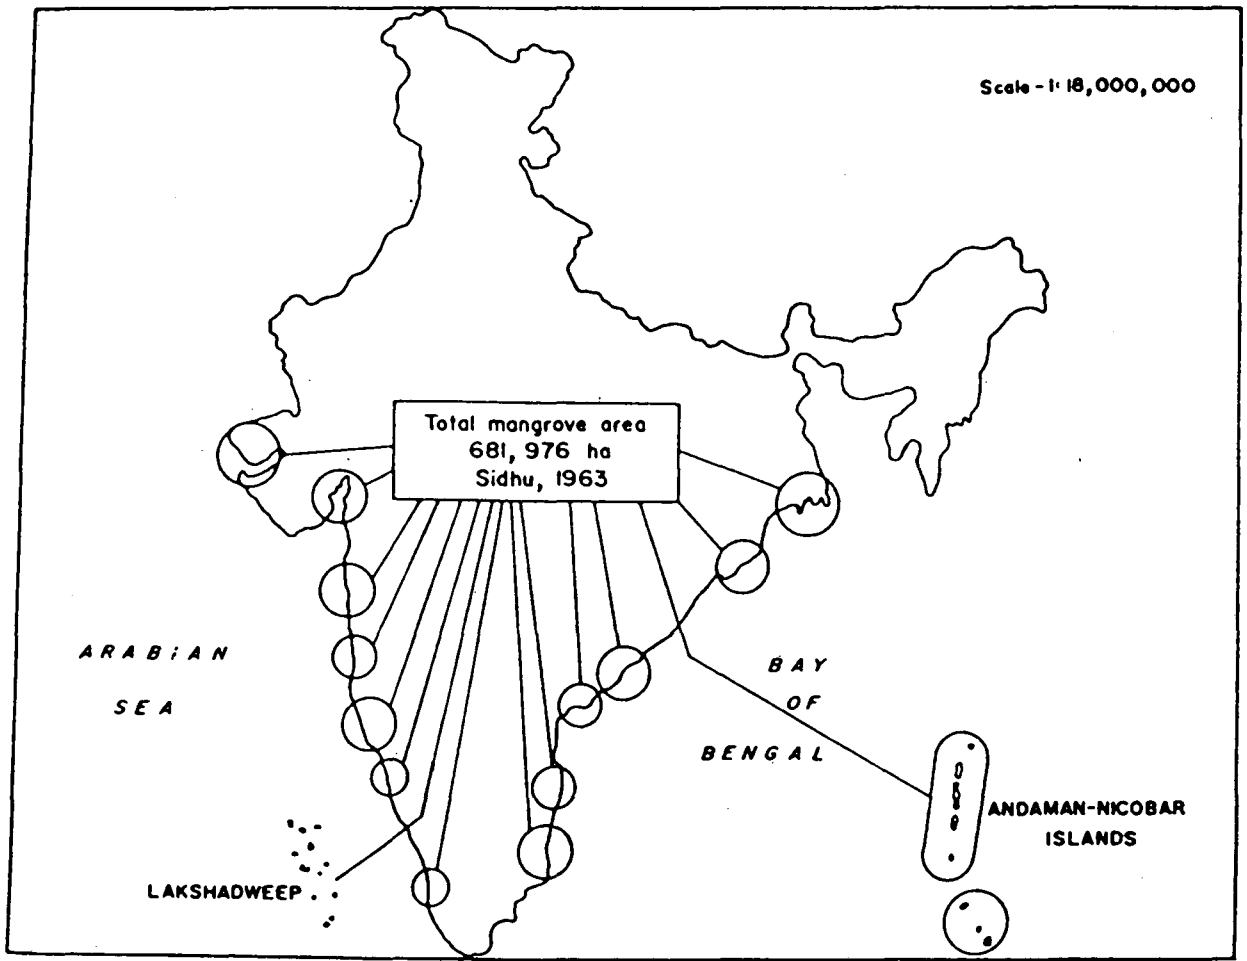 Scale - 1:18,000,000
Total mangrove area
681, 976 ha
Sidhu, 1963
ARABIAN
SEA
BAY
OF
BENGAL
ANDAMAN-NICOBAR
ISLANDS
LAKSHADWEEP